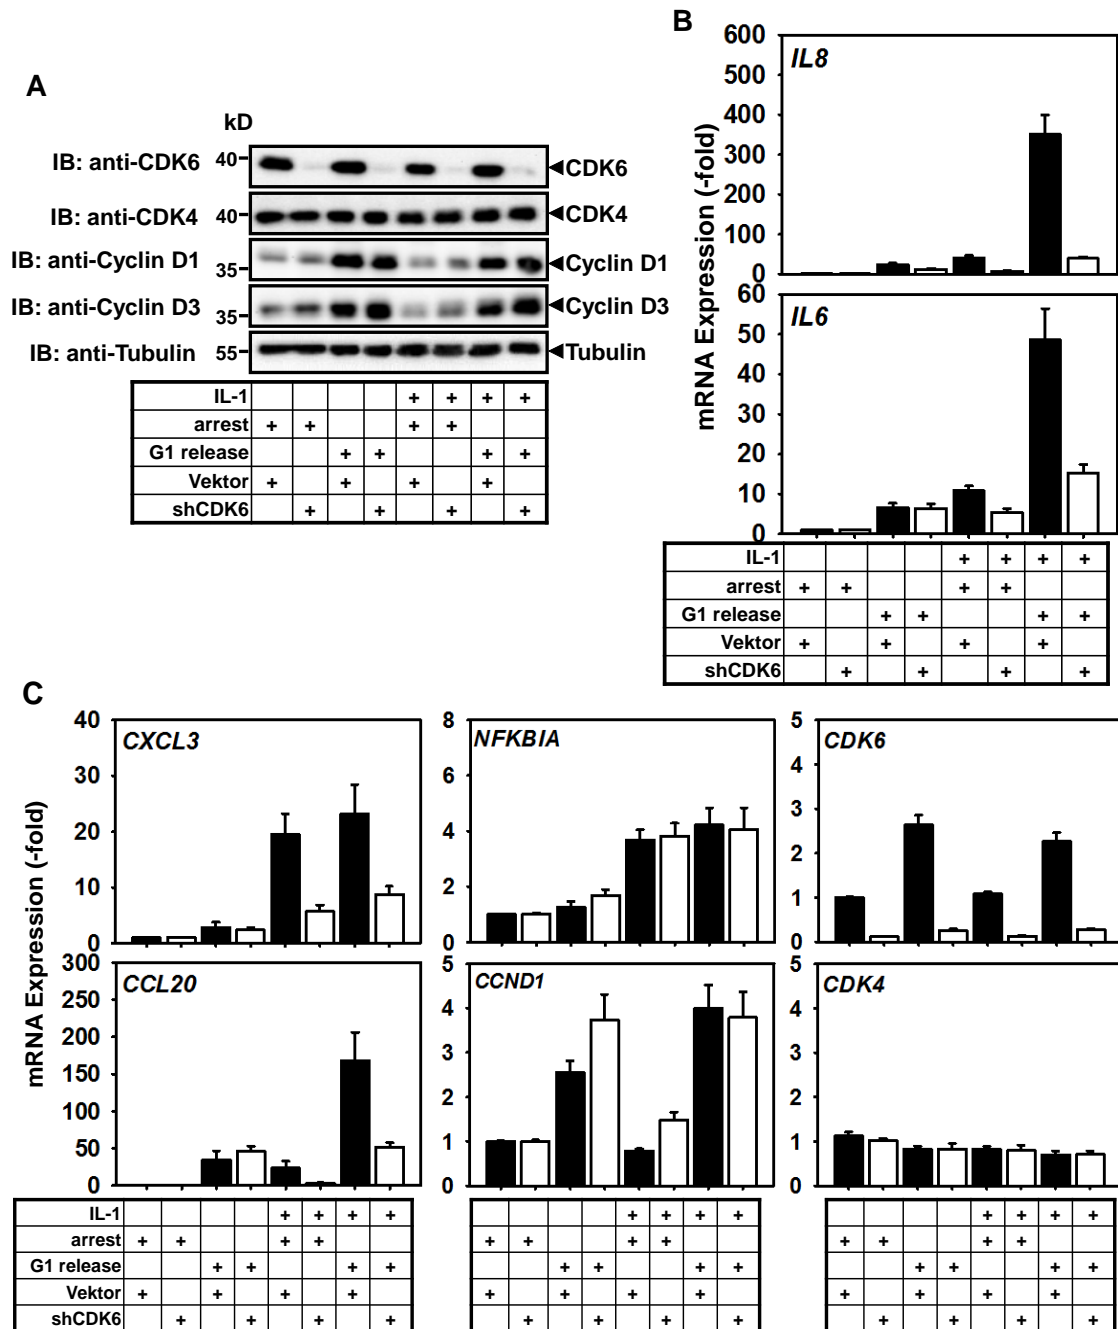 A
kD
IB: anti-CDK6 40 CDK6
IB: anti-CDK4 40 CDK4
IB: anti-Cyclin D1 35 Cyclin D1
IB: anti-Cyclin D3 35 Cyclin D3
IB: anti-Tubulin 55 Tubulin
IL-1 + + + +
arrest + + + +
G1 release + + + +
Vektor + + + +
shCDK6 + + + +
B
mRNA Expression (-fold)
IL8
600
500
400
300
200
100
0
IL6
60
50
40
30
20
10
0
IL-1 + + + +
arrest + + + +
G1 release + + + +
Vektor + + + +
shCDK6 + + + +
C
mRNA Expression (-fold)
CXCL3
40
30
20
10
0
NFKBIA
8
6
4
2
0
CDK6
5
4
3
2
1
0
CCL20
300
250
200
150
100
50
0
CCND1
5
4
3
2
1
0
CDK4
5
4
3
2
1
0
IL-1 + + + + + + + + + + + +
arrest + + + + + + + + + + + +
G1 release + + + + + + + + + + + +
Vektor + + + + + + + + + + + +
shCDK6 + + + + + + + + + + + +